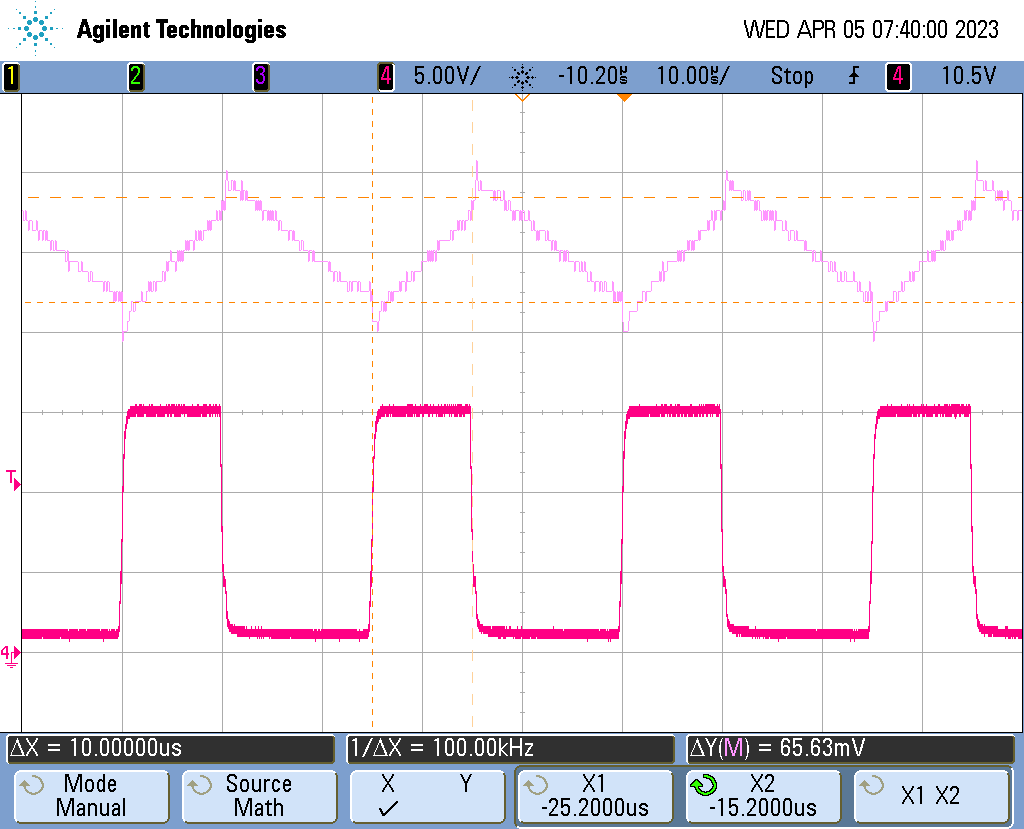 Agilent Technologies
WED APR 05 07:40:00 2023
1 2 3 4 5.00V/ -10.20µs 10.00µs/ Stop 4 10.5V
T
4
ΔX = 10.00000us 1/ΔX = 100.00kHz ΔY(M) = 65.63mV
Mode
Manual
Source
Math
X Y
✓
X1
-25.2000us
X2
-15.2000us
X1 X2